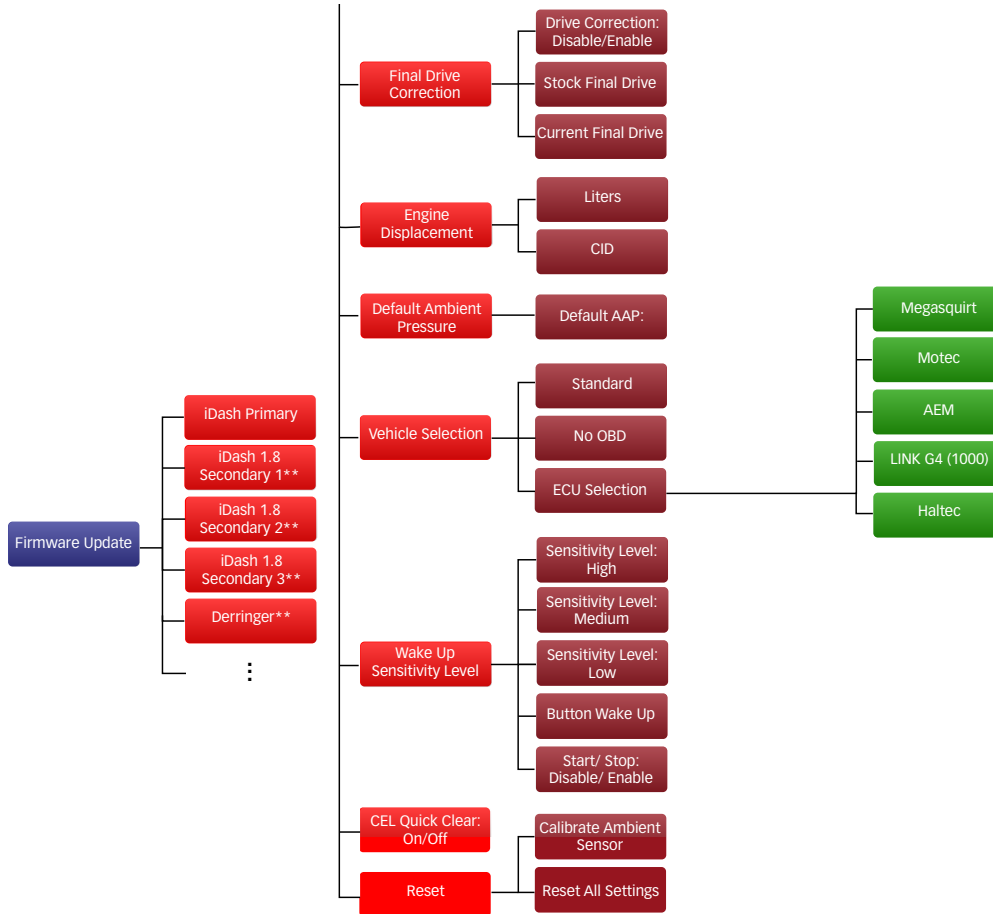 Firmware Update
iDash Primary
iDash 1.8
Secondary 1**
iDash 1.8
Secondary 2**
iDash 1.8
Secondary 3**
Derringer**
⋮
Final Drive
Correction
Drive Correction:
Disable/Enable
Stock Final Drive
Current Final Drive
Engine
Displacement
Liters
CID
Default Ambient
Pressure
Default AAP:
Vehicle Selection
Standard
No OBD
ECU Selection
Megasquirt
Motec
AEM
LINK G4 (1000)
Haltec
Wake Up
Sensitivity Level
Sensitivity Level:
High
Sensitivity Level:
Medium
Sensitivity Level:
Low
Button Wake Up
Start/ Stop:
Disable/ Enable
CEL Quick Clear:
On/Off
Reset
Calibrate Ambient
Sensor
Reset All Settings